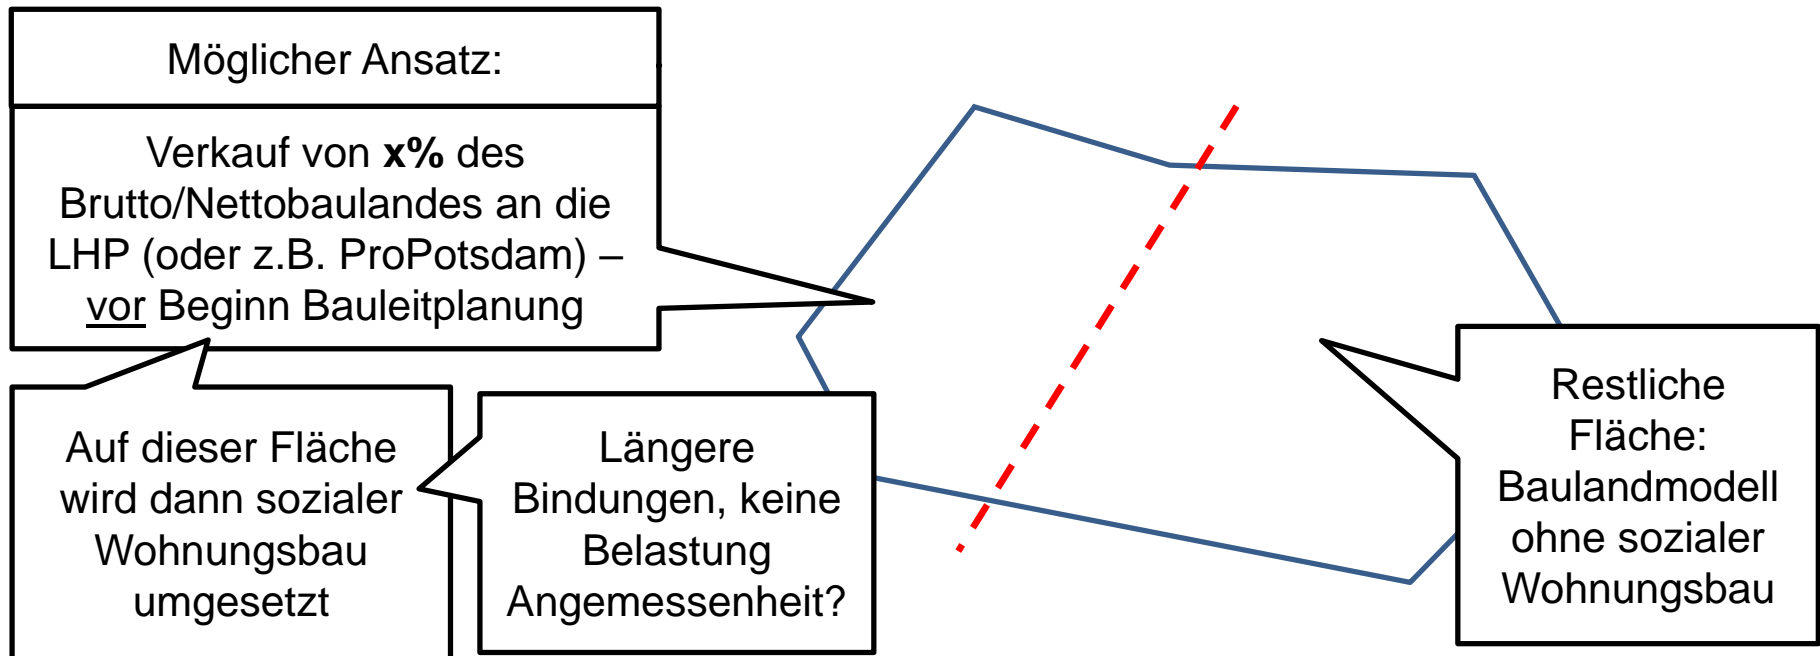 Möglicher Ansatz:
Verkauf von x% des
Brutto/Nettobaulandes an die
LHP (oder z.B. ProPotsdam) –
vor Beginn Bauleitplanung
Auf dieser Fläche
wird dann sozialer
Wohnungsbau
umgesetzt
Längere
Bindungen, keine
Belastung
Angemessenheit?
Restliche
Fläche:
Baulandmodell
ohne sozialer
Wohnungsbau